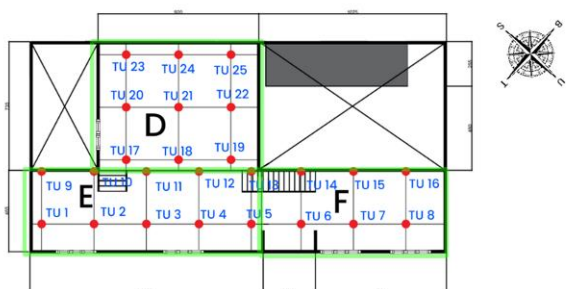 TU 23 TU 24 TU 25
TU 20 TU 21 TU 22
D
TU 17 TU 18 TU 19
E
TU 9 TU 10 TU 11 TU 12 TU 13 TU 14 TU 15 TU 16
F
TU 1 TU 2 TU 3 TU 4 TU 5 TU 6 TU 7 TU 8
S B
T U